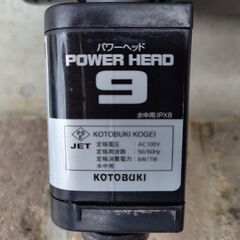 パワーヘッド
POWER HEAD
9
水中用IPX8
JET
KOTOBUKI KOGEI
定格電圧：AC100V
定格周波数：50/60Hz
定格消費電力：6W/7W
水中用
KOTOBUKI